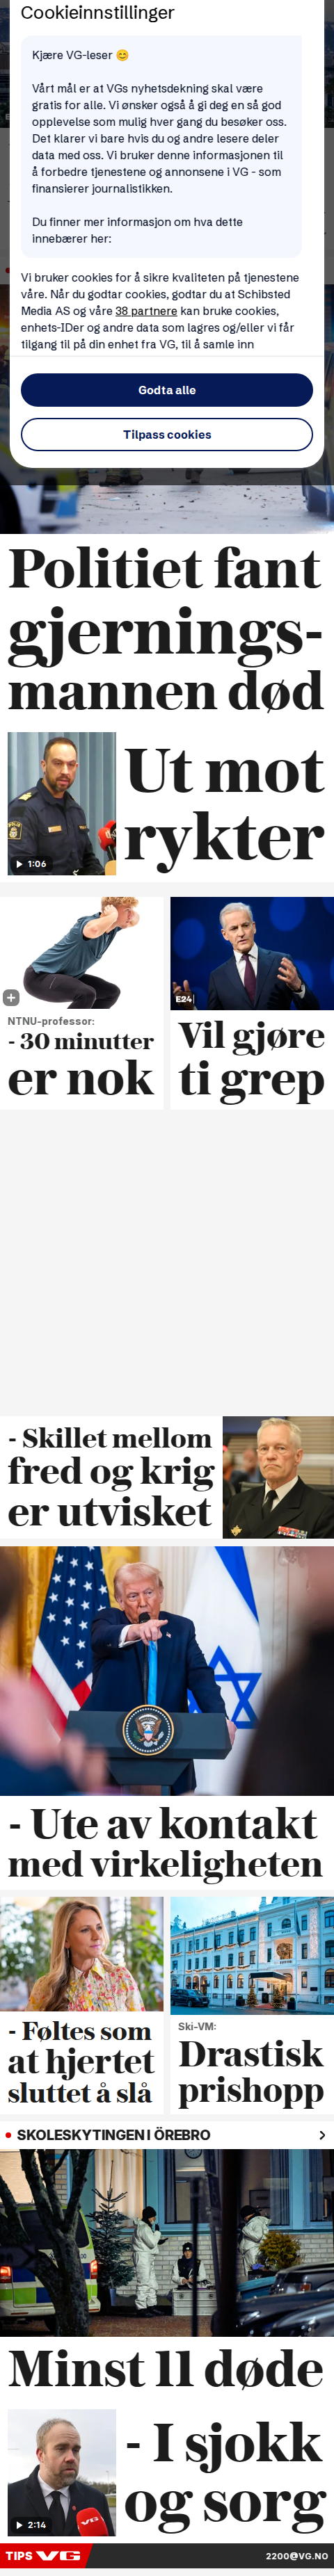 Cookieinnstillinger
Kjære VG-leser 😊
Vårt mål er at VGs nyhetsdekning skal være
gratis for alle. Vi ønsker også å gi deg en så god
opplevelse som mulig hver gang du besøker oss.
Det klarer vi bare hvis du og andre lesere deler
data med oss. Vi bruker denne informasjonen til
å forbedre tjenestene og annonsene i VG - som
finansierer journalistikken.
Du finner mer informasjon om hva dette
innebærer her:
Vi bruker cookies for å sikre kvaliteten på tjenestene
våre. Når du godtar cookies, godtar du at Schibsted
Media AS og våre 38 partnere kan bruke cookies,
enhets-IDer og andre data som lagres og/eller vi får
tilgang til på din enhet fra VG, til å samle inn
Godta alle
Tilpass cookies
Politiet fant
gjernings-
mannen død
1:06
Ut mot
rykter
NTNU-professor:
- 30 minutter
er nok
E24
Vil gjøre
ti grep
- Skillet mellom
fred og krig
er utvisket
- Ute av kontakt
med virkeligheten
- Føltes som
at hjertet
sluttet å slå
Ski-VM:
Drastisk
prishopp
SKOLESKYTINGEN I ÖREBRO
Minst 11 døde
VG
2:14
- I sjokk
og sorg
TIPS VG
2200@VG.NO